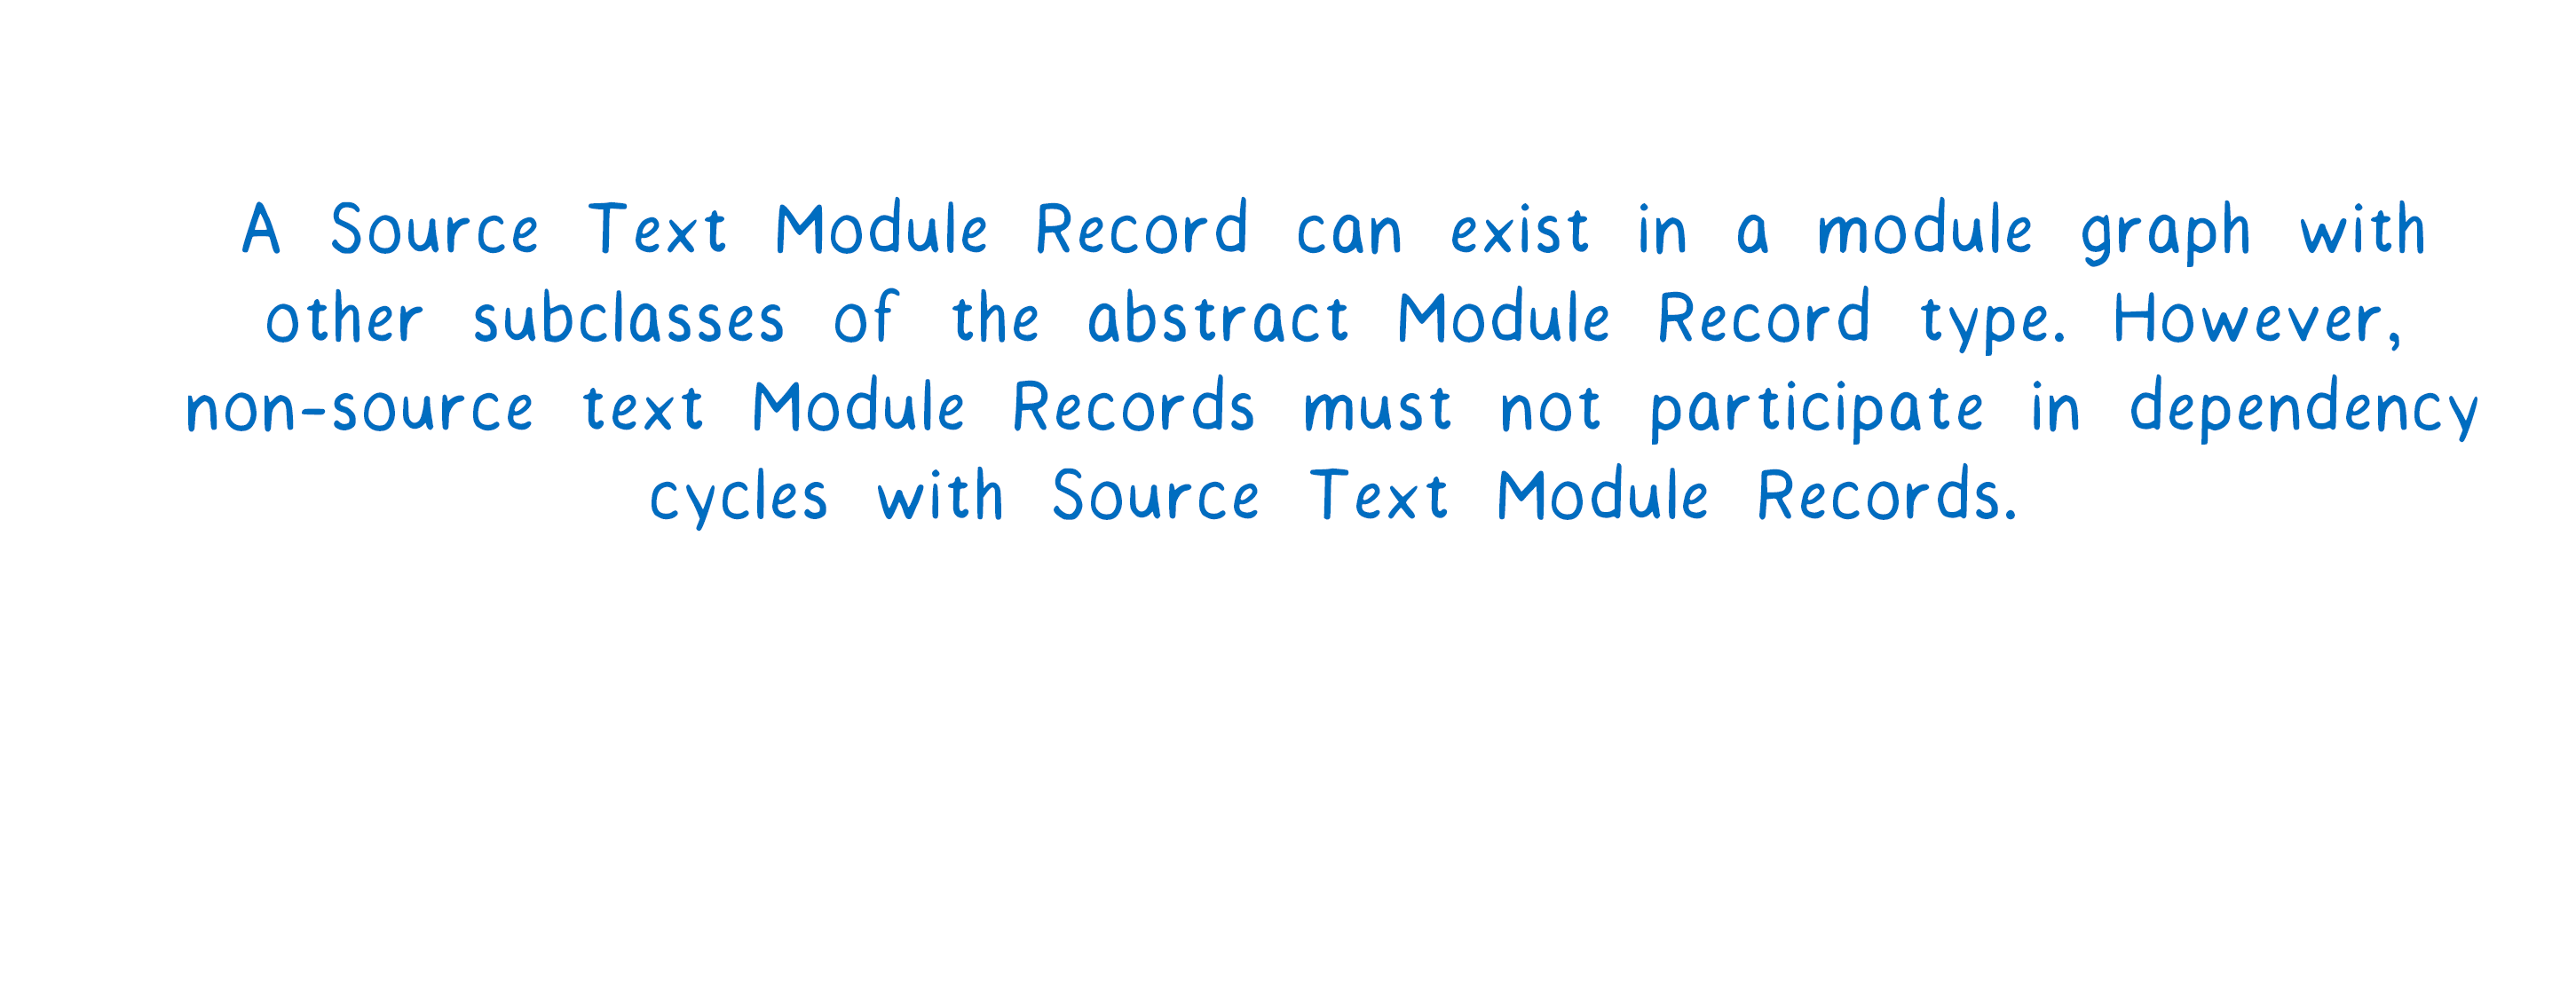 A Source Text Module Record can exist in a module graph with
other subclasses of the abstract Module Record type. However,
non-source text Module Records must not participate in dependency
cycles with Source Text Module Records.